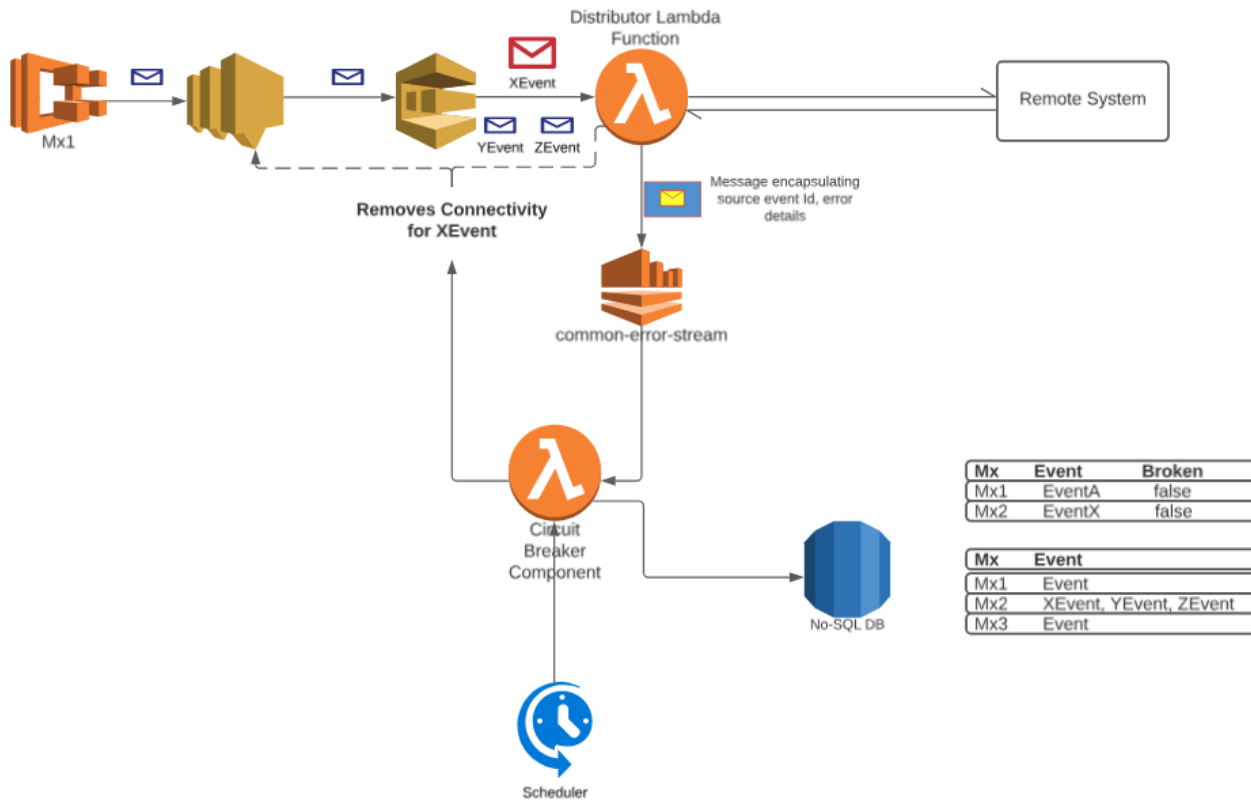 Distributor Lambda
Function
Mx1
XEvent
YEvent
ZEvent
Remote System
Removes Connectivity
for XEvent
Message encapsulating
source event Id, error
details
common-error-stream
Circuit
Breaker
Component
No-SQL DB
Scheduler
Mx Event Broken
Mx1 EventA false
Mx2 EventX false
Mx Event
Mx1 Event
Mx2 XEvent, YEvent, ZEvent
Mx3 Event